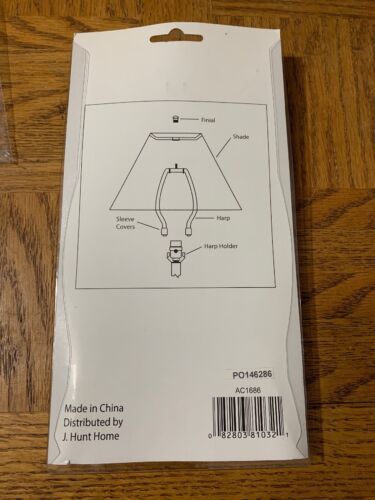 Finial
Shade
Sleeve
Covers
Harp
Harp Holder
PO146286
AC1686
Made in China
Distributed by
J. Hunt Home
0 82803 81032 1